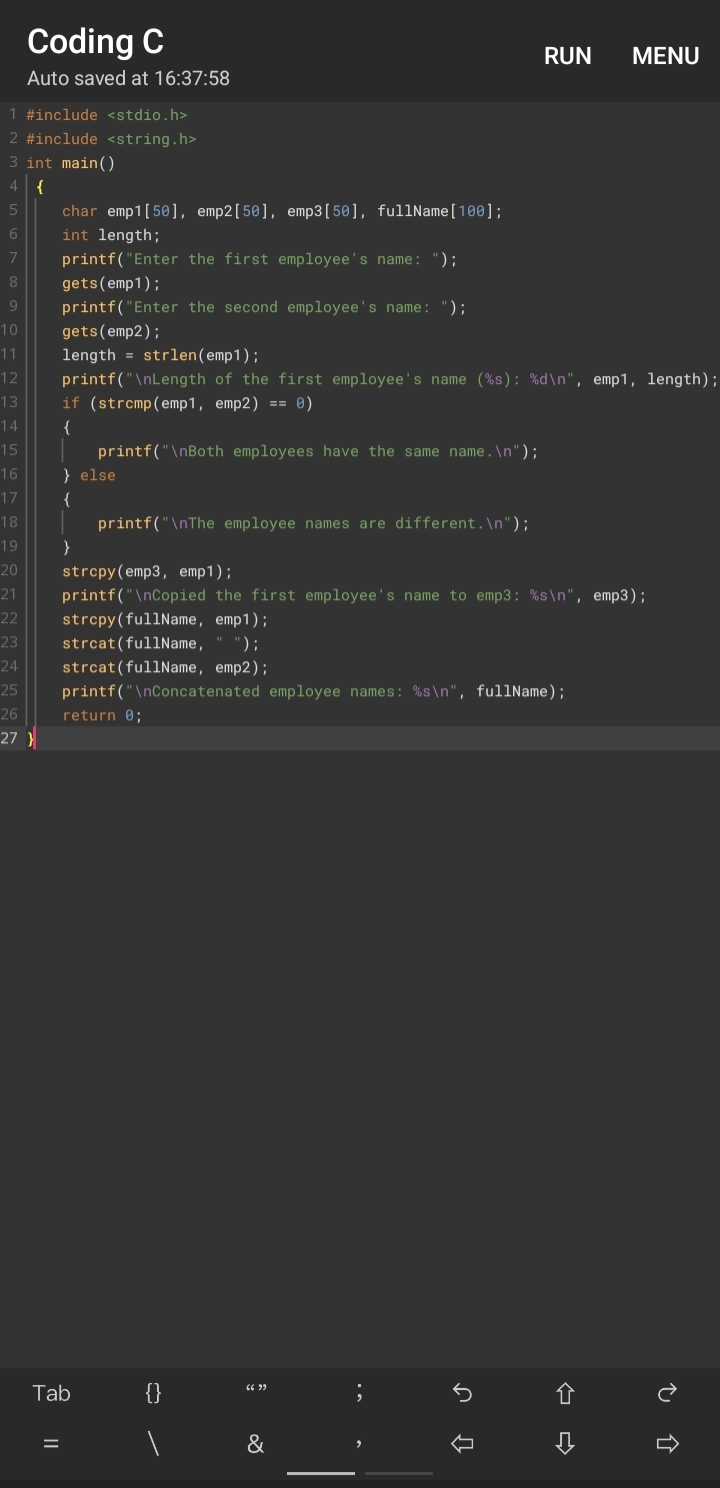 Coding C
Auto saved at 16:37:58
RUN MENU
1 #include <stdio.h>
2 #include <string.h>
3 int main()
4 {
5 char emp1[50], emp2[50], emp3[50], fullName[100];
6 int length;
7 printf("Enter the first employee's name: ");
8 gets(emp1);
9 printf("Enter the second employee's name: ");
10 gets(emp2);
11 length = strlen(emp1);
12 printf("\nLength of the first employee's name (%s): %d\n", emp1, length);
13 if (strcmp(emp1, emp2) == 0)
14 {
15 printf("\nBoth employees have the same name.\n");
16 } else
17 {
18 printf("\nThe employee names are different.\n");
19 }
20 strcpy(emp3, emp1);
21 printf("\nCopied the first employee's name to emp3: %s\n", emp3);
22 strcpy(fullName, emp1);
23 strcat(fullName, " ");
24 strcat(fullName, emp2);
25 printf("\nConcatenated employee names: %s\n", fullName);
26 return 0;
27 }
Tab {} “” ;
= \ & ,